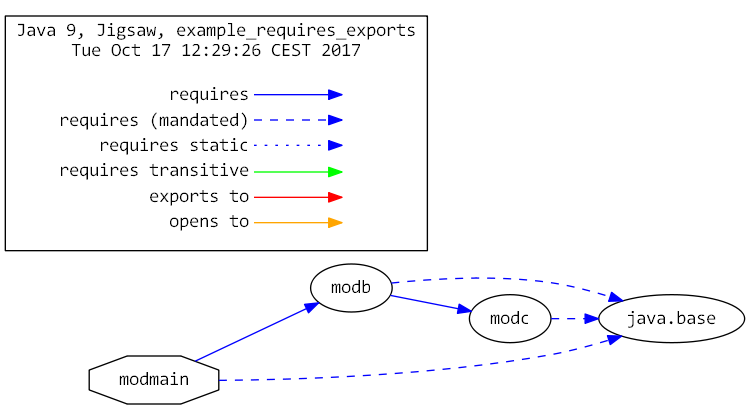 Java 9, Jigsaw, example_requires_exports
Tue Oct 17 12:29:26 CEST 2017
requires
requires (mandated)
requires static
requires transitive
exports to
opens to
modb
modc
java.base
modmain